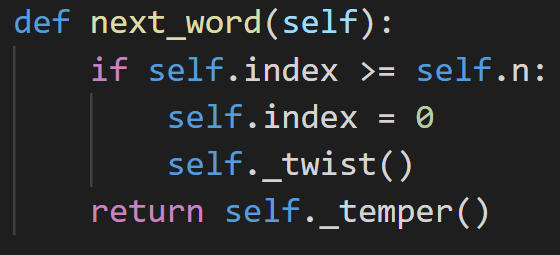 def next_word(self):
    if self.index >= self.n:
        self.index = 0
        self._twist()
    return self._temper()